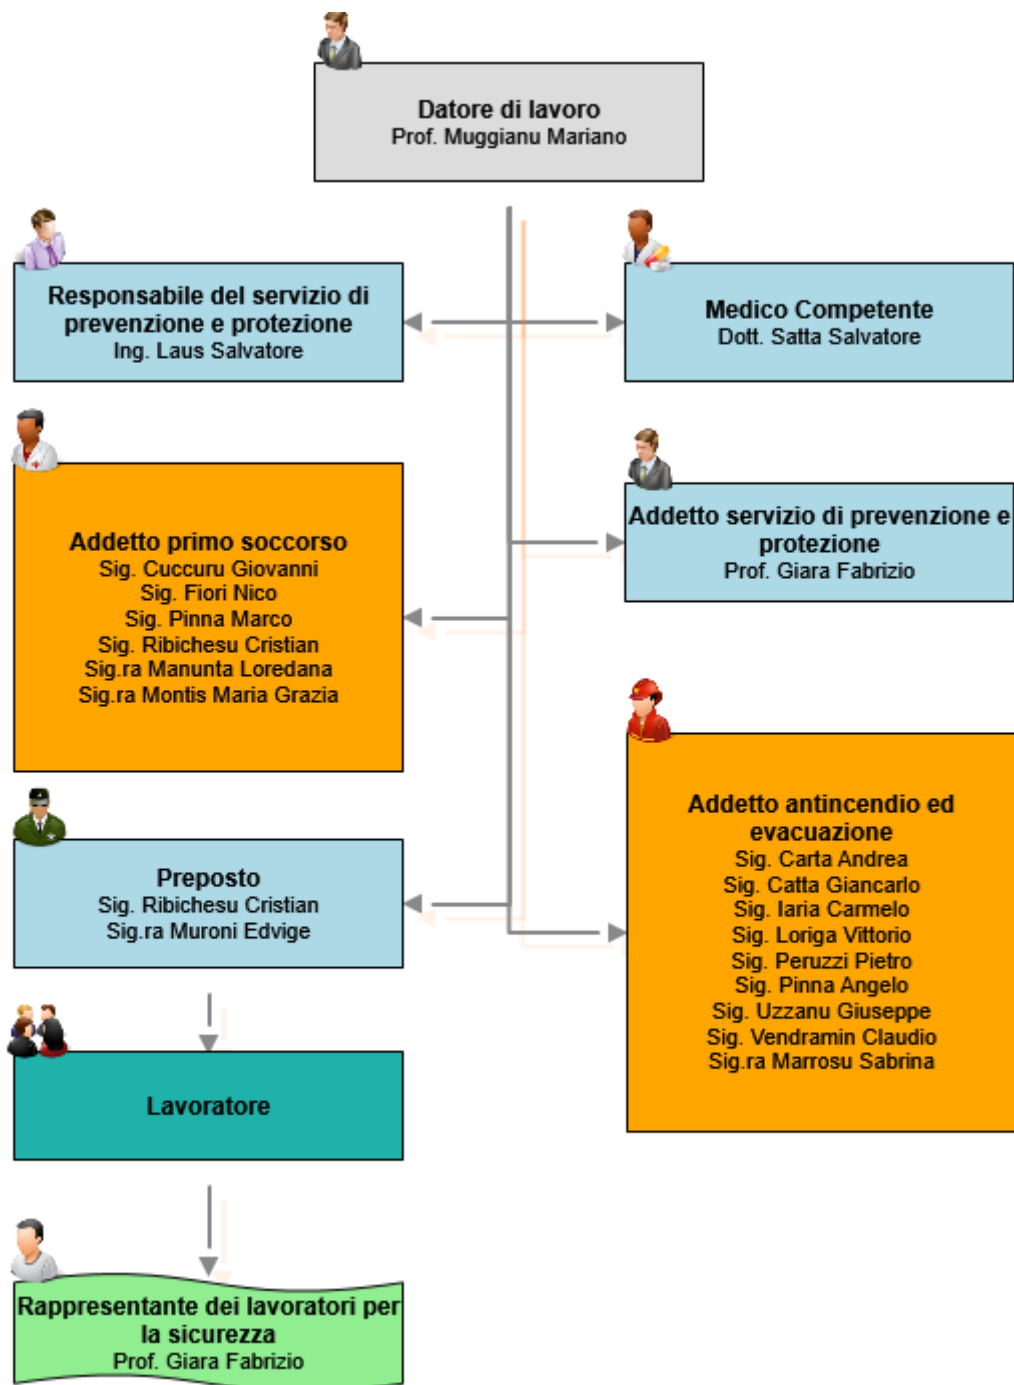 Datore di lavoro
Prof. Muggianu Mariano
Responsabile del servizio di
prevenzione e protezione
Ing. Laus Salvatore
Medico Competente
Dott. Satta Salvatore
Addetto primo soccorso
Sig. Cuccuru Giovanni
Sig. Fiori Nico
Sig. Pinna Marco
Sig. Ribichesu Cristian
Sig.ra Manunta Loredana
Sig.ra Montis Maria Grazia
Addetto servizio di prevenzione e
protezione
Prof. Giara Fabrizio
Addetto antincendio ed
evacuazione
Sig. Carta Andrea
Sig. Catta Giancarlo
Sig. Iaria Carmelo
Sig. Loriga Vittorio
Sig. Peruzzi Pietro
Sig. Pinna Angelo
Sig. Uzzanu Giuseppe
Sig. Vendramin Claudio
Sig.ra Marrosu Sabrina
Preposto
Sig. Ribichesu Cristian
Sig.ra Muroni Edvige
Lavoratore
Rappresentante dei lavoratori per
la sicurezza
Prof. Giara Fabrizio